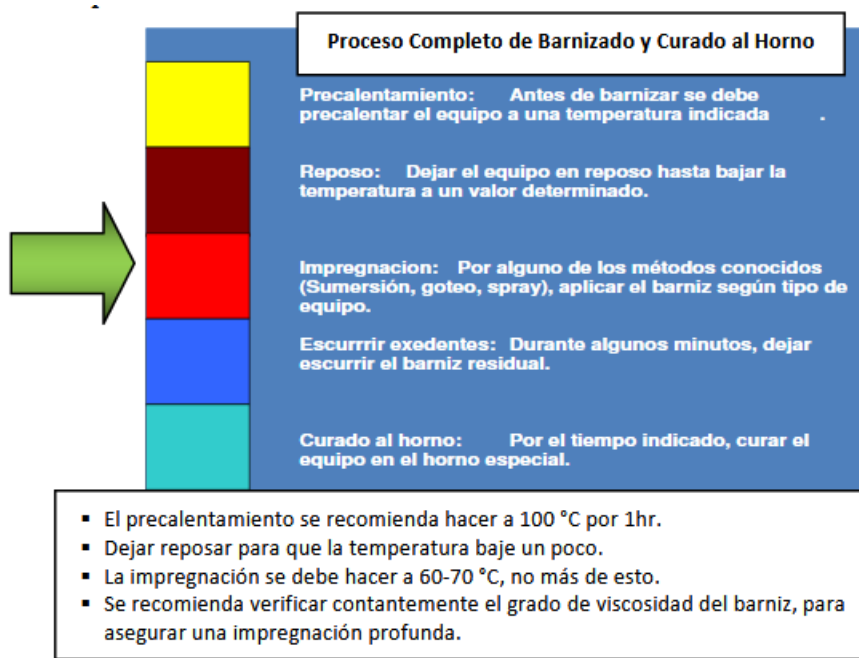 Proceso Completo de Barnizado y Curado al Horno
Precalentamiento: Antes de barnizar se debe
precalentar el equipo a una temperatura indicada .
Reposo: Dejar el equipo en reposo hasta bajar la
temperatura a un valor determinado.
Impregnacion: Por alguno de los métodos conocidos
(Sumersión, goteo, spray), aplicar el barniz según tipo de
equipo.
Escurrrir exedentes: Durante algunos minutos, dejar
escurrir el barniz residual.
Curado al horno: Por el tiempo indicado, curar el
equipo en el horno especial.
▪ El precalentamiento se recomienda hacer a 100 °C por 1hr.
▪ Dejar reposar para que la temperatura baje un poco.
▪ La impregnación se debe hacer a 60-70 °C, no más de esto.
▪ Se recomienda verificar contantemente el grado de viscosidad del barniz, para
asegurar una impregnación profunda.